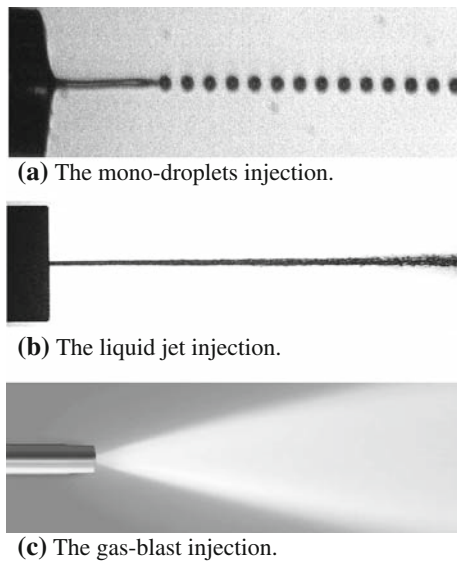 (a) The mono-droplets injection.
(b) The liquid jet injection.
(c) The gas-blast injection.